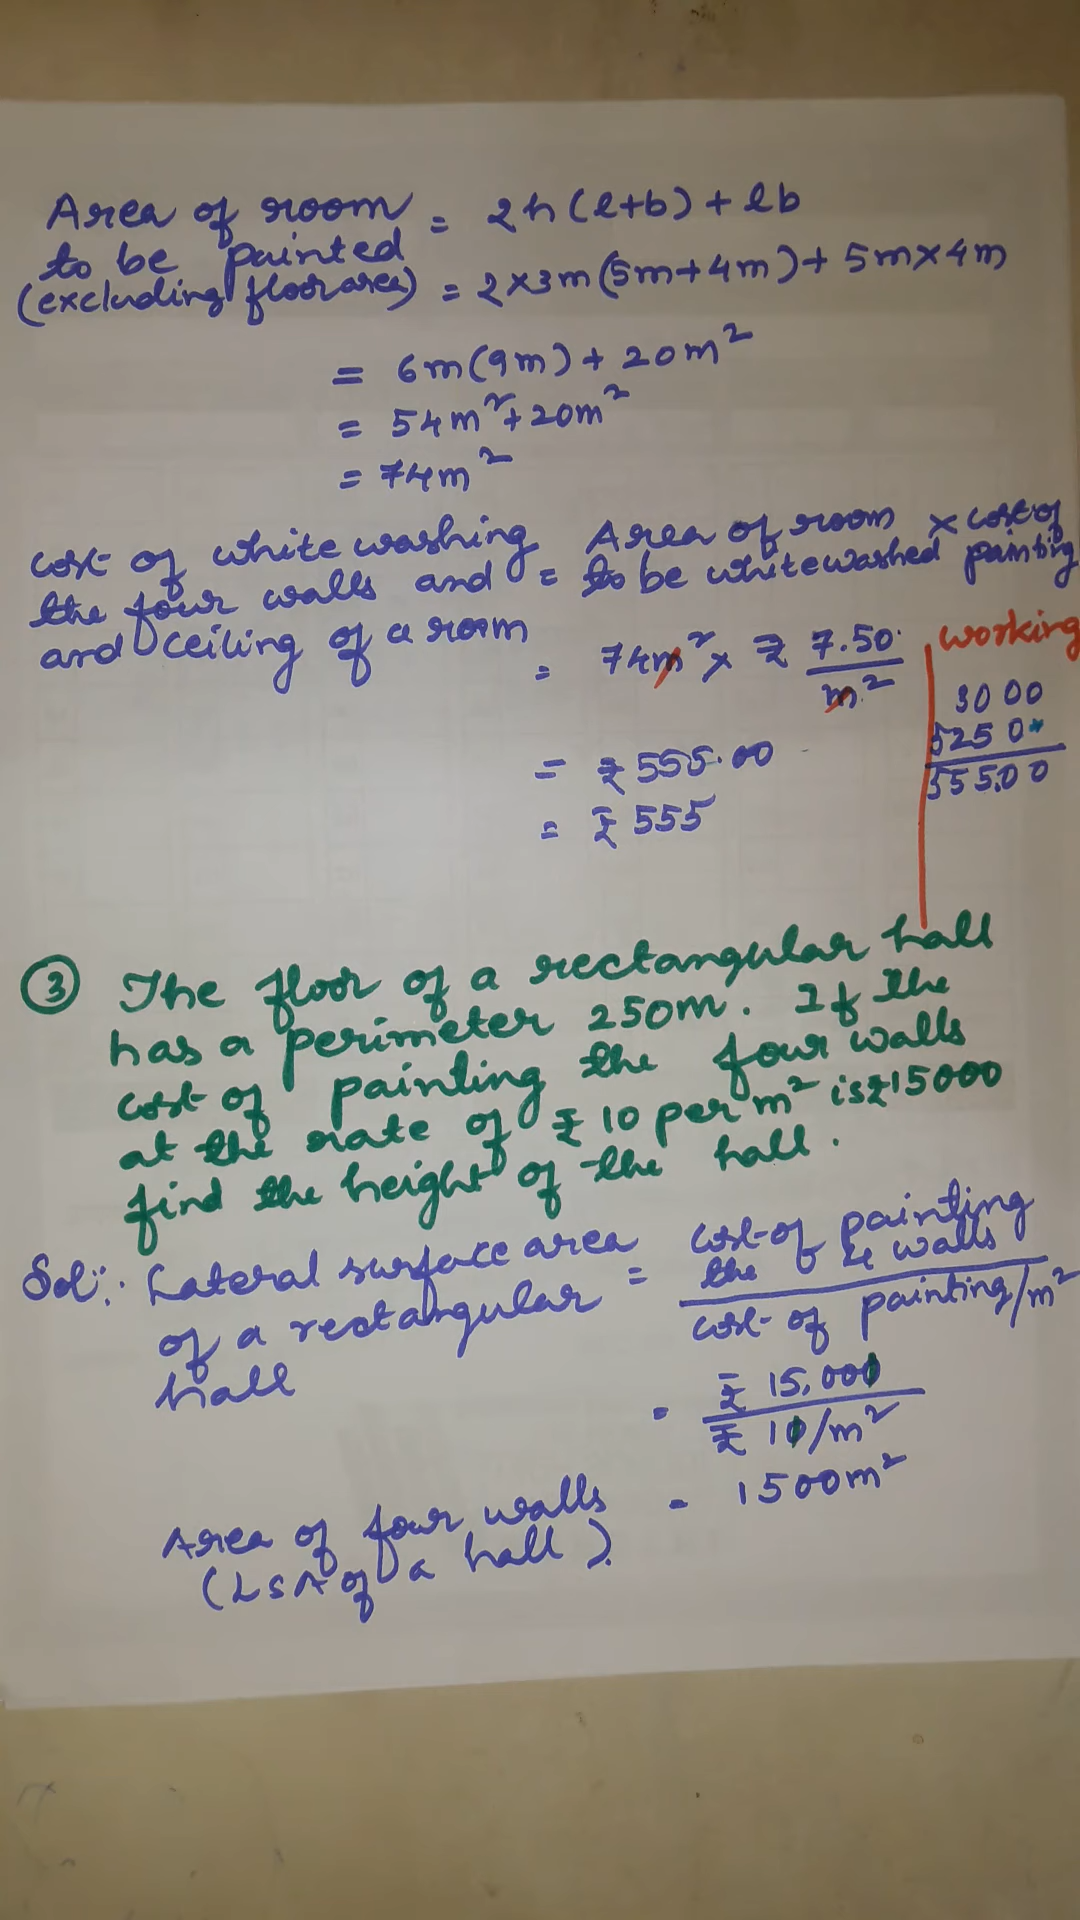 Area of room = 2h(l+b)+lb
to be painted
(excluding floor area) = 2×3m(5m+4m)+5m×4m
= 6m(9m)+20m²
= 54m²+20m²
= 74m²
cost of white washing = Area of room × cost of
the four walls and to be whitewashed painting
and ceiling of a room
= 74m² × ₹ 7.50/m²
working
3000
5250*
555.00
= ₹ 555.00
= ₹ 555
③ The floor of a rectangular hall
has a perimeter 250m. If the
cost of painting the four walls
at the rate of ₹ 10 per m² is ₹15000
find the height of the hall.
Sol:. Lateral surface area = cost of painting
of a rectangular the 4 walls
hall cost of painting/m²
= ₹ 15,000
₹ 10/m²
Area of four walls = 1500m²
(LSA of a hall).